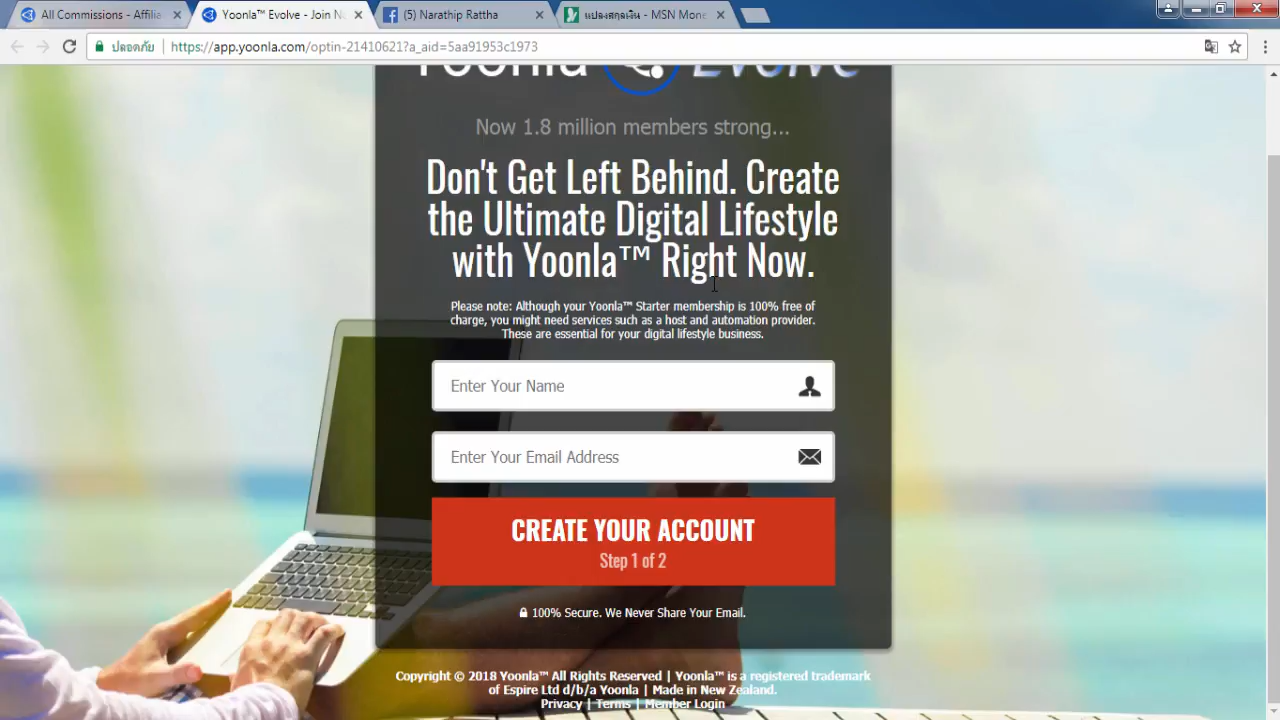 All Commissions - Affilia
Yoonla™ Evolve - Join N
(5) Narathip Rattha
แปลงสกุลเงิน - MSN Mone
ปลอดภัย
https://app.yoonla.com/optin-21410621?a_aid=5aa91953c1973
Yoonla Evolve
Now 1.8 million members strong...
Don't Get Left Behind. Create
the Ultimate Digital Lifestyle
with Yoonla™ Right Now.
Please note: Although your Yoonla™ Starter membership is 100% free of
charge, you might need services such as a host and automation provider.
These are essential for your digital lifestyle business.
Enter Your Name
Enter Your Email Address
CREATE YOUR ACCOUNT
Step 1 of 2
100% Secure. We Never Share Your Email.
Copyright © 2018 Yoonla™ All Rights Reserved | Yoonla™ is a registered trademark
of Espire Ltd d/b/a Yoonla | Made in New Zealand.
Privacy | Terms | Member Login